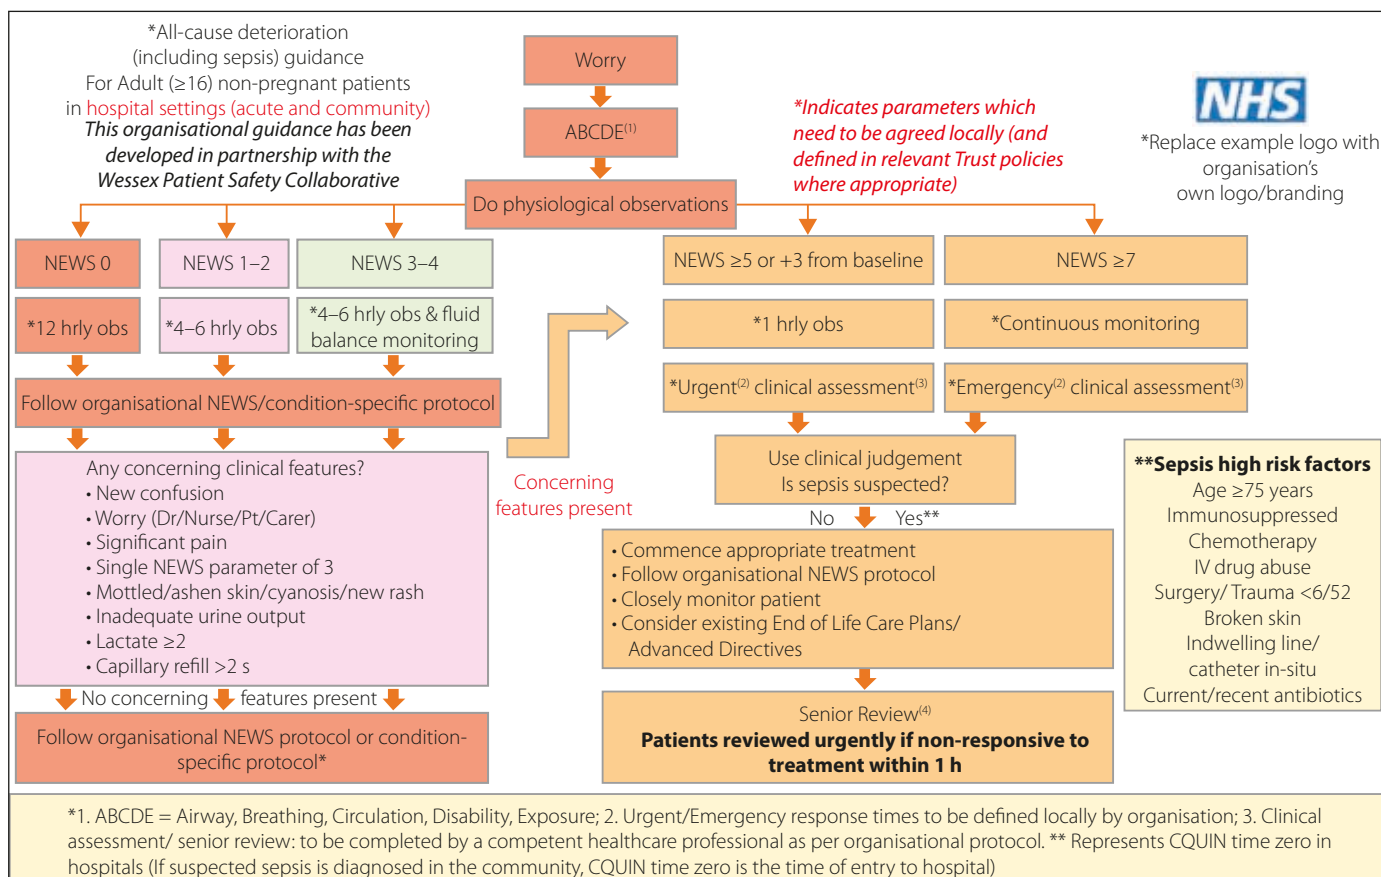 *All-cause deterioration
(including sepsis) guidance
For Adult (≥16) non-pregnant patients
in hospital settings (acute and community)
This organisational guidance has been
developed in partnership with the
Wessex Patient Safety Collaborative
Worry
ABCDE(1)
Do physiological observations
*Indicates parameters which
need to be agreed locally (and
defined in relevant Trust policies
where appropriate)
NHS
*Replace example logo with
organisation's
own logo/branding
NEWS 0
NEWS 1–2
NEWS 3–4
NEWS ≥5 or +3 from baseline
NEWS ≥7
*12 hrly obs
*4–6 hrly obs
*4–6 hrly obs & fluid
balance monitoring
*1 hrly obs
*Continuous monitoring
Follow organisational NEWS/condition-specific protocol
*Urgent(2) clinical assessment(3)
*Emergency(2) clinical assessment(3)
Any concerning clinical features?
• New confusion
• Worry (Dr/Nurse/Pt/Carer)
• Significant pain
• Single NEWS parameter of 3
• Mottled/ashen skin/cyanosis/new rash
• Inadequate urine output
• Lactate ≥2
• Capillary refill >2 s
Concerning
features present
No concerning features present
Follow organisational NEWS protocol or condition-
specific protocol*
Use clinical judgement
Is sepsis suspected?
No Yes**
• Commence appropriate treatment
• Follow organisational NEWS protocol
• Closely monitor patient
• Consider existing End of Life Care Plans/
Advanced Directives
Senior Review(4)
Patients reviewed urgently if non-responsive to
treatment within 1 h
**Sepsis high risk factors
Age ≥75 years
Immunosuppressed
Chemotherapy
IV drug abuse
Surgery/ Trauma <6/52
Broken skin
Indwelling line/
catheter in-situ
Current/recent antibiotics
*1. ABCDE = Airway, Breathing, Circulation, Disability, Exposure; 2. Urgent/Emergency response times to be defined locally by organisation; 3. Clinical
assessment/ senior review: to be completed by a competent healthcare professional as per organisational protocol. ** Represents CQUIN time zero in
hospitals (If suspected sepsis is diagnosed in the community, CQUIN time zero is the time of entry to hospital)